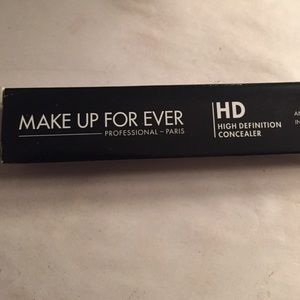 MAKE UP FOR EVER
PROFESSIONAL – PARIS
HD
HIGH DEFINITION
CONCEALER